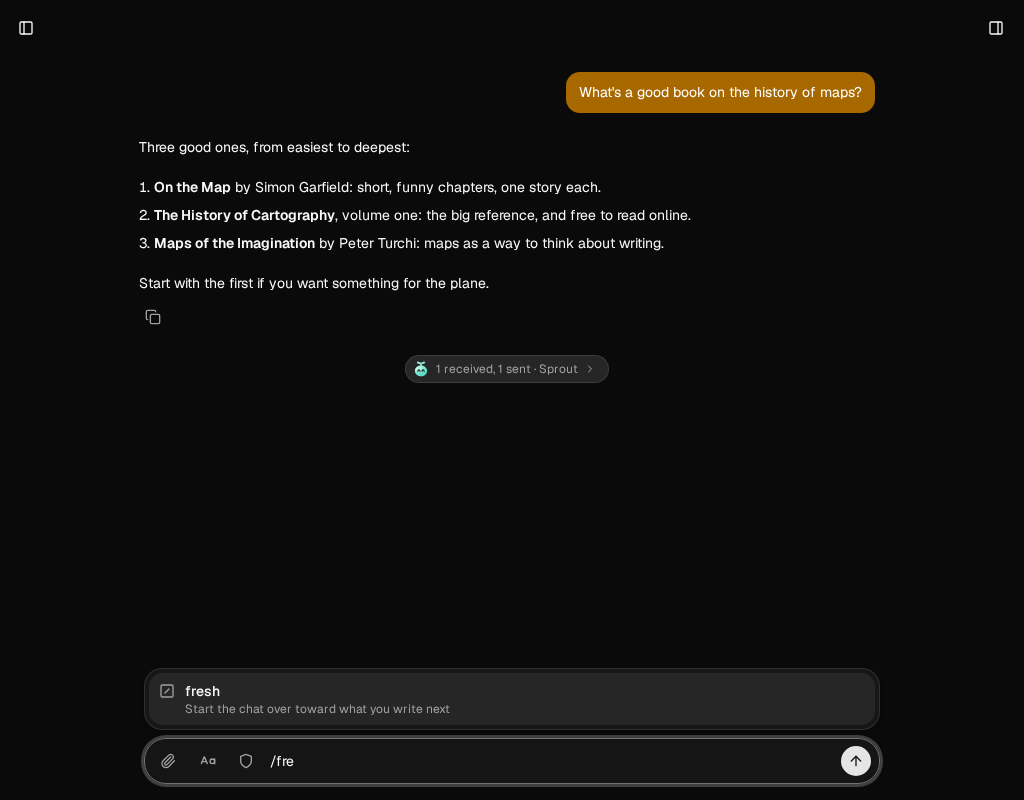 What's a good book on the history of maps?
Three good ones, from easiest to deepest:
1. On the Map by Simon Garfield: short, funny chapters, one story each.
2. The History of Cartography, volume one: the big reference, and free to read online.
3. Maps of the Imagination by Peter Turchi: maps as a way to think about writing.
Start with the first if you want something for the plane.
1 received, 1 sent · Sprout
fresh
Start the chat over toward what you write next
Aa /fre